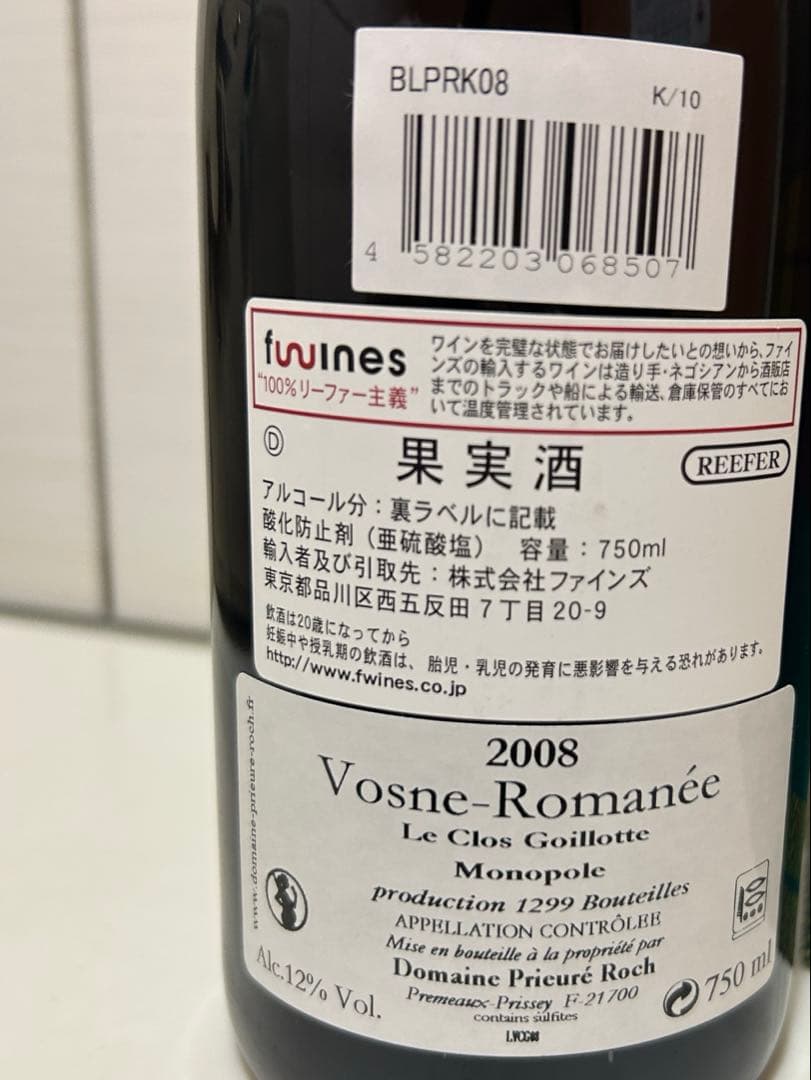 BLPRK08
K/10
4 582203 068507
fwines
"100%リーファー主義"
ワインを完璧な状態でお届けしたいとの想いから、ファイ
ンズの輸入するワインは造り手・ネゴシアンから酒販店
までのトラックや船による輸送、倉庫保管のすべてにお
いて温度管理されています。
D
果実酒
REEFER
アルコール分：裏ラベルに記載
酸化防止剤（亜硫酸塩） 容量：750ml
輸入者及び引取先：株式会社ファインズ
東京都品川区西五反田7丁目20-9
飲酒は20歳になってから
妊娠中や授乳期の飲酒は、胎児・乳児の発育に悪影響を与える恐れがあります。
http://www.fwines.co.jp
www.domaine-prieure-roch.fr
2008
Vosne-Romanée
Le Clos Goillotte
Monopole
production 1299 Bouteilles
APPELLATION CONTRÔLEE
Mise en bouteille à la propriété par
Domaine Prieuré Roch
Premeaux-Prissey F-21700
contains sulfites
Alc.12% Vol.
750 ml